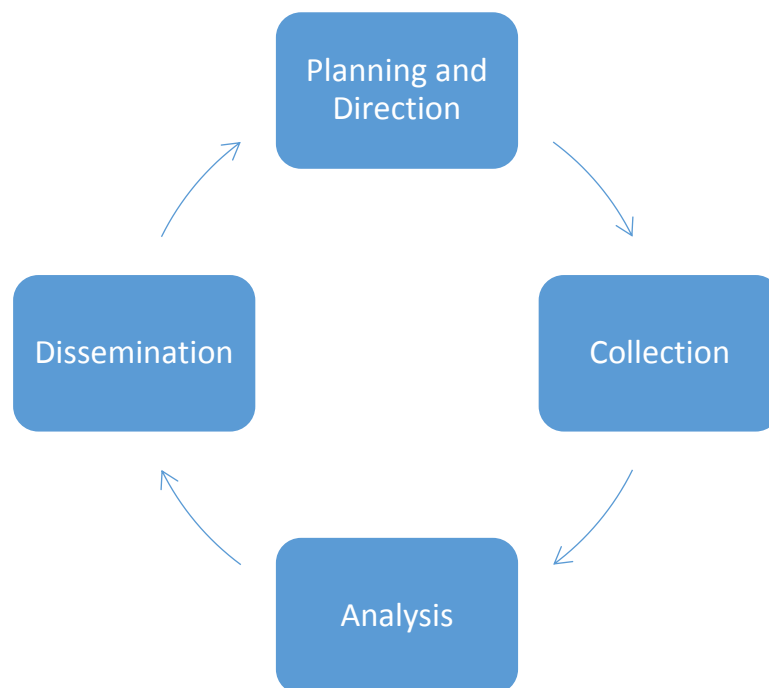 Planning and
Direction
Dissemination
Collection
Analysis